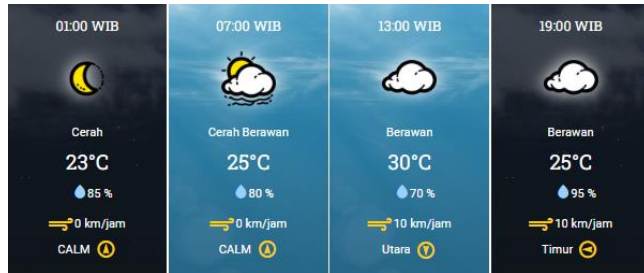 01:00 WIB
Cerah
23°C
85 %
0 km/jam
CALM
07:00 WIB
Cerah Berawan
25°C
80 %
0 km/jam
CALM
13:00 WIB
Berawan
30°C
70 %
10 km/jam
Utara
19:00 WIB
Berawan
25°C
95 %
10 km/jam
Timur